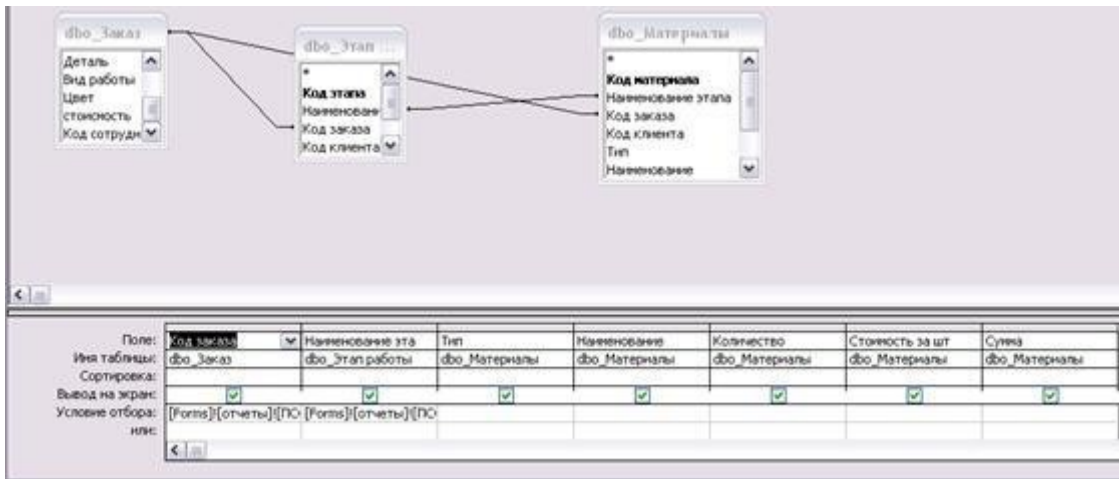 dbo_Заказ
Деталь
Вид работы
Цвет
стоисность
Код сотрудн
dbo_Этап
*
Код этапа
Наименовани
Код заказа
Код клиента
dbo_Материалы
*
Код материала
Наименование этапа
Код заказа
Код клиента
Тип
Наименование
Поле: Код заказа Наименование эта Тип Наименование Количество Стоимость за шт Сумма
Имя таблицы: dbo_Заказ dbo_Этап работы dbo_Материалы dbo_Материалы dbo_Материалы dbo_Материалы dbo_Материалы
Сортировка:
Вывод на экран:
Условие отбора: [Forms]![отчеты]![ПС [Forms]![отчеты]![ПС
или: